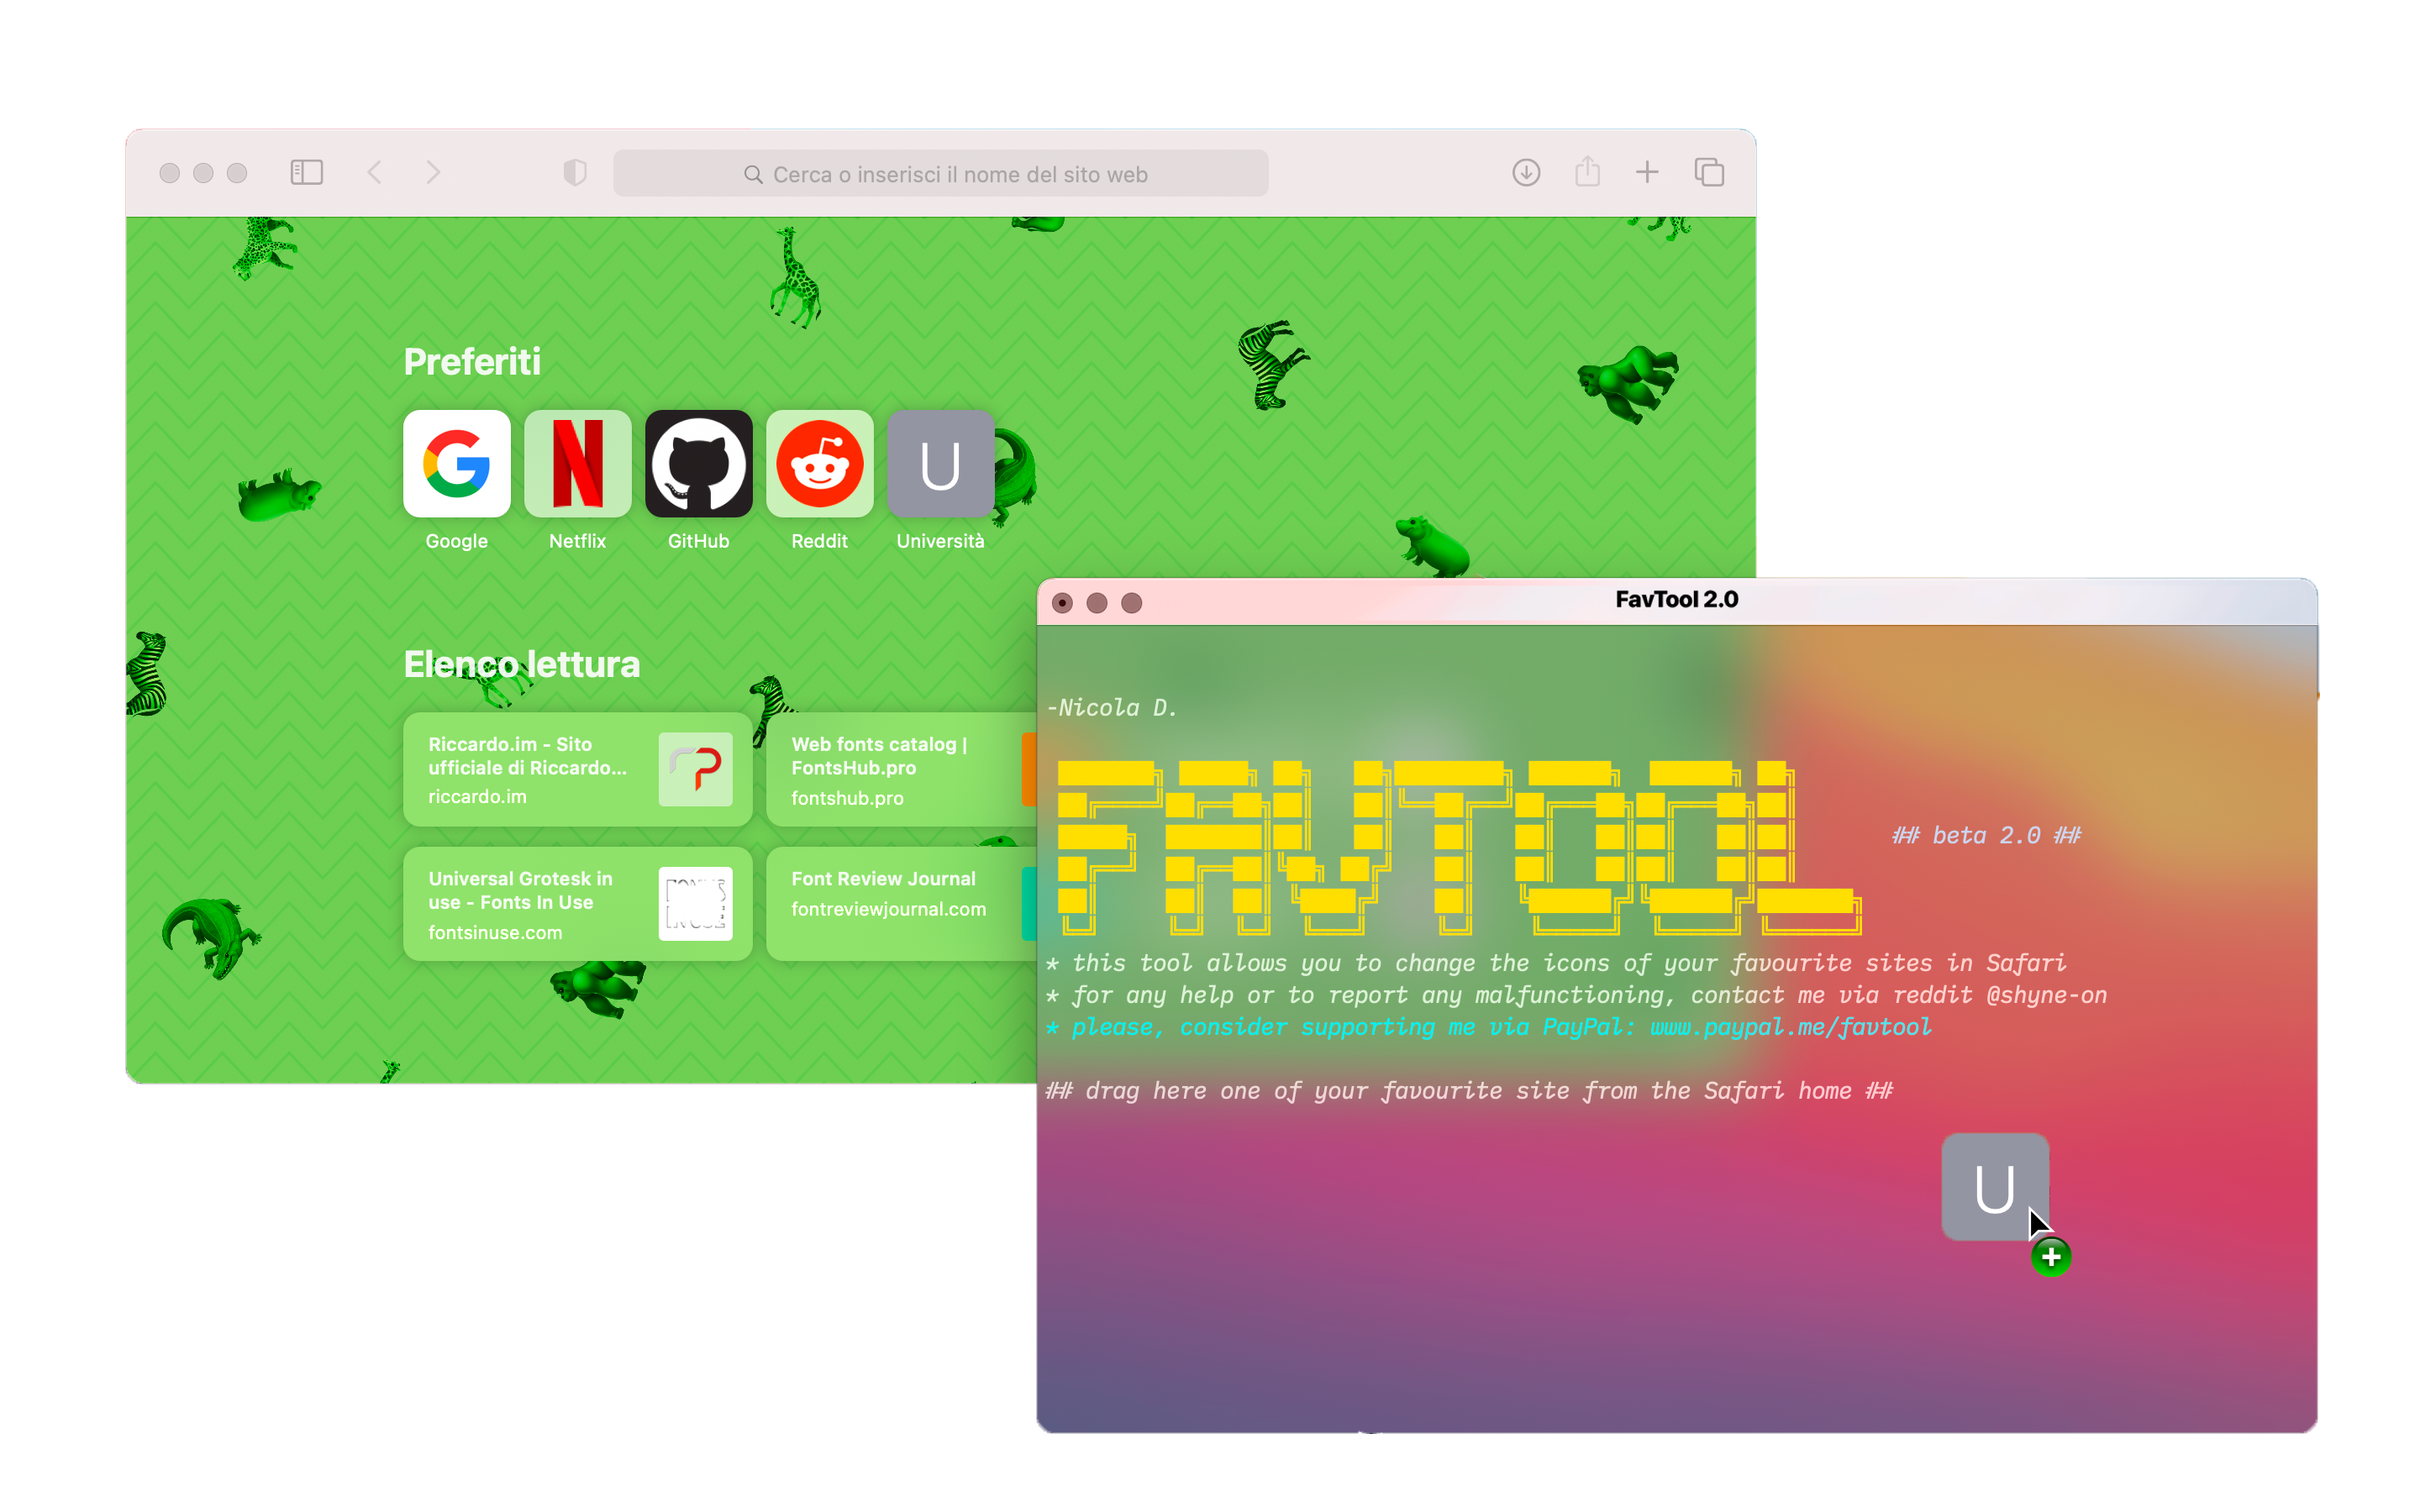 Cerca o inserisci il nome del sito web
Preferiti
U
Google
Netflix
GitHub
Reddit
Università
Elenco lettura
Riccardo.im - Sito
ufficiale di Riccardo...
riccardo.im
Web fonts catalog |
FontsHub.pro
fontshub.pro
Universal Grotesk in
use - Fonts In Use
fontsinuse.com
FONTS
IN USE
Font Review Journal
fontreviewjournal.com
FavTool 2.0
-Nicola D.
FAVTOOL
## beta 2.0 ##
* this tool allows you to change the icons of your favourite sites in Safari
* for any help or to report any malfunctioning, contact me via reddit @shyne-on
* please, consider supporting me via PayPal: www.paypal.me/favtool
## drag here one of your favourite site from the Safari home ##
U